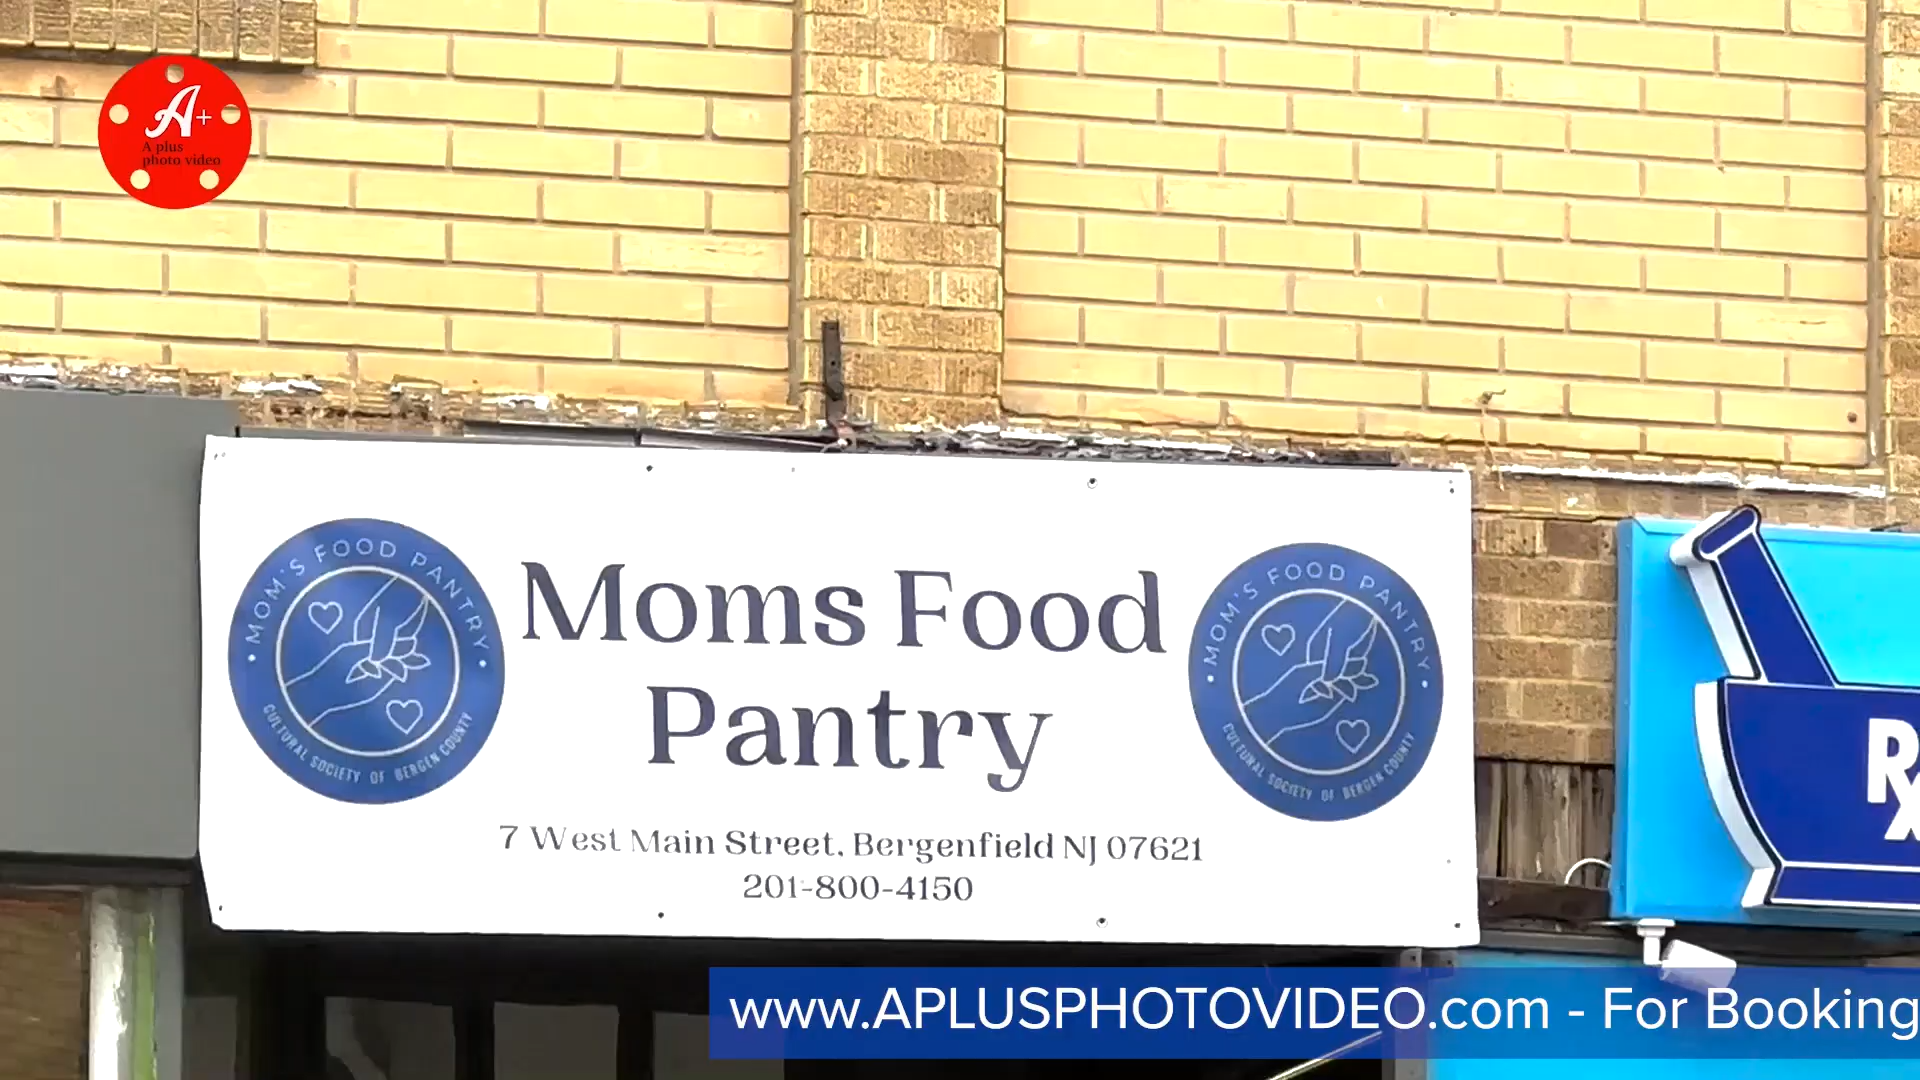 A+
A plus
photo video
MOM'S FOOD PANTRY
CULTURAL SOCIETY OF BERGEN COUNTY
Moms Food
Pantry
7 West Main Street, Bergenfield NJ 07621
201-800-4150
MOM'S FOOD PANTRY
CULTURAL SOCIETY OF BERGEN COUNTY
Rx
www.APLUSPHOTOVIDEO.com - For Booking